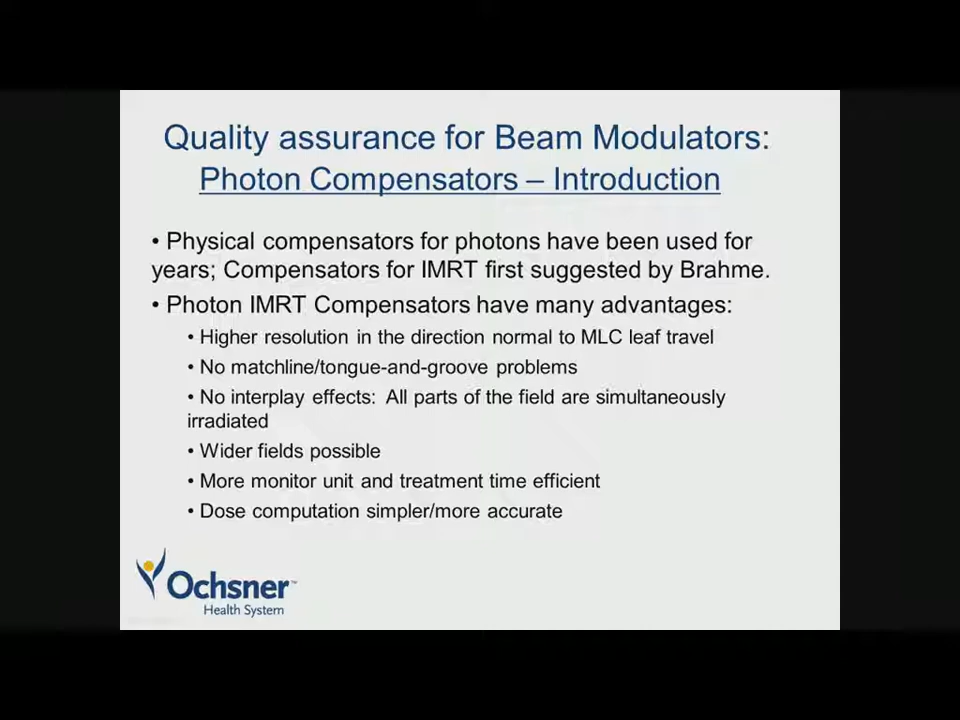 Quality assurance for Beam Modulators:
Photon Compensators – Introduction
• Physical compensators for photons have been used for
years; Compensators for IMRT first suggested by Brahme.
• Photon IMRT Compensators have many advantages:
• Higher resolution in the direction normal to MLC leaf travel
• No matchline/tongue-and-groove problems
• No interplay effects: All parts of the field are simultaneously
irradiated
• Wider fields possible
• More monitor unit and treatment time efficient
• Dose computation simpler/more accurate
Ochsner™
Health System